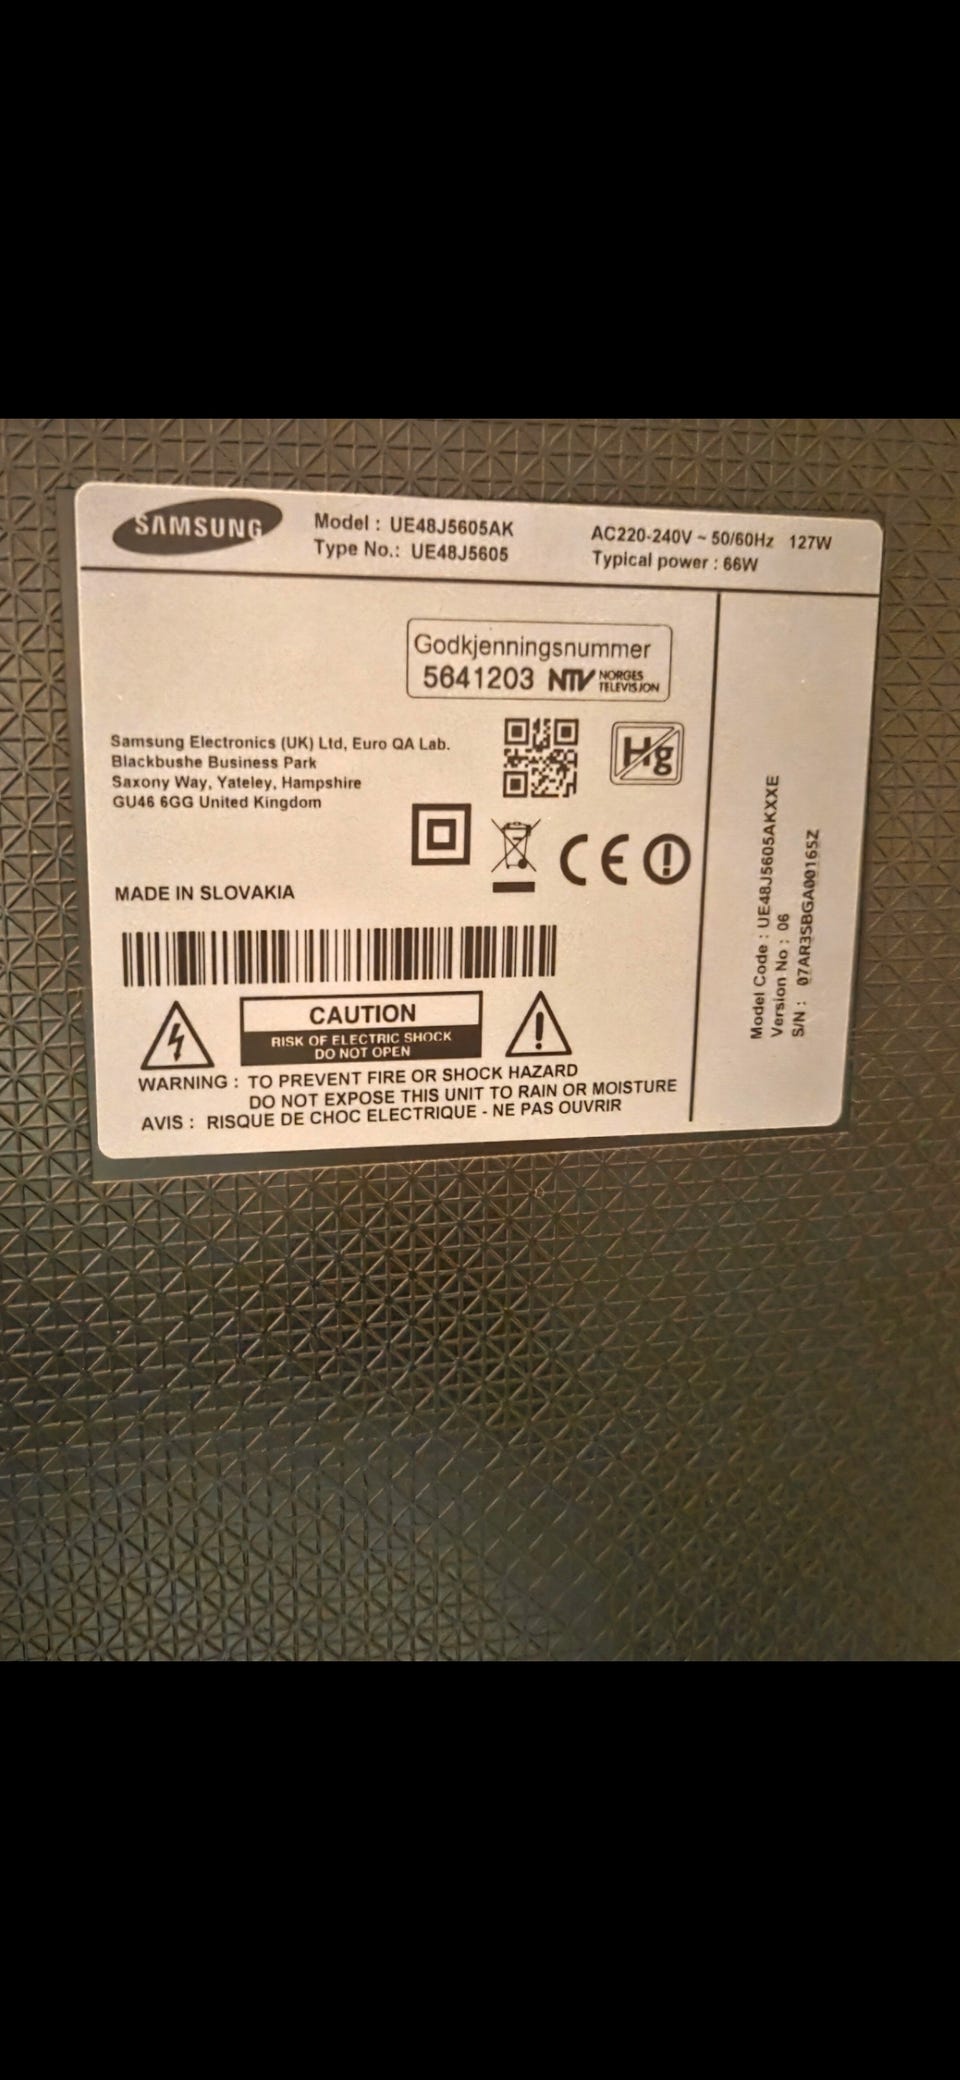 SAMSUNG
Model : UE48J5605AK
Type No.: UE48J5605
AC220-240V ~ 50/60Hz 127W
Typical power : 66W
Godkjenningsnummer
5641203 NTV NORGES TELEVISJON
Samsung Electronics (UK) Ltd, Euro QA Lab.
Blackbushe Business Park
Saxony Way, Yateley, Hampshire
GU46 6GG United Kingdom
Hg
CE
MADE IN SLOVAKIA
CAUTION
RISK OF ELECTRIC SHOCK
DO NOT OPEN
WARNING : TO PREVENT FIRE OR SHOCK HAZARD
DO NOT EXPOSE THIS UNIT TO RAIN OR MOISTURE
AVIS : RISQUE DE CHOC ELECTRIQUE - NE PAS OUVRIR
Model Code : UE48J5605AKXXE
Version No : 06
S/N : 07AR3SBGA00165Z